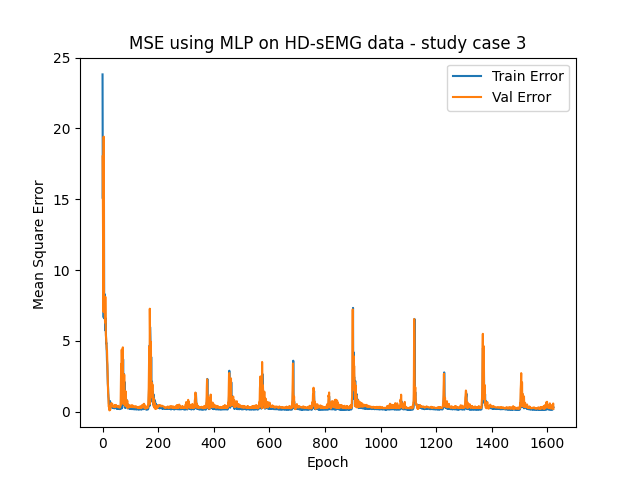 MSE using MLP on HD-sEMG data - study case 3
Train Error
Val Error
Mean Square Error
25
20
15
10
5
0
0 200 400 600 800 1000 1200 1400 1600
Epoch